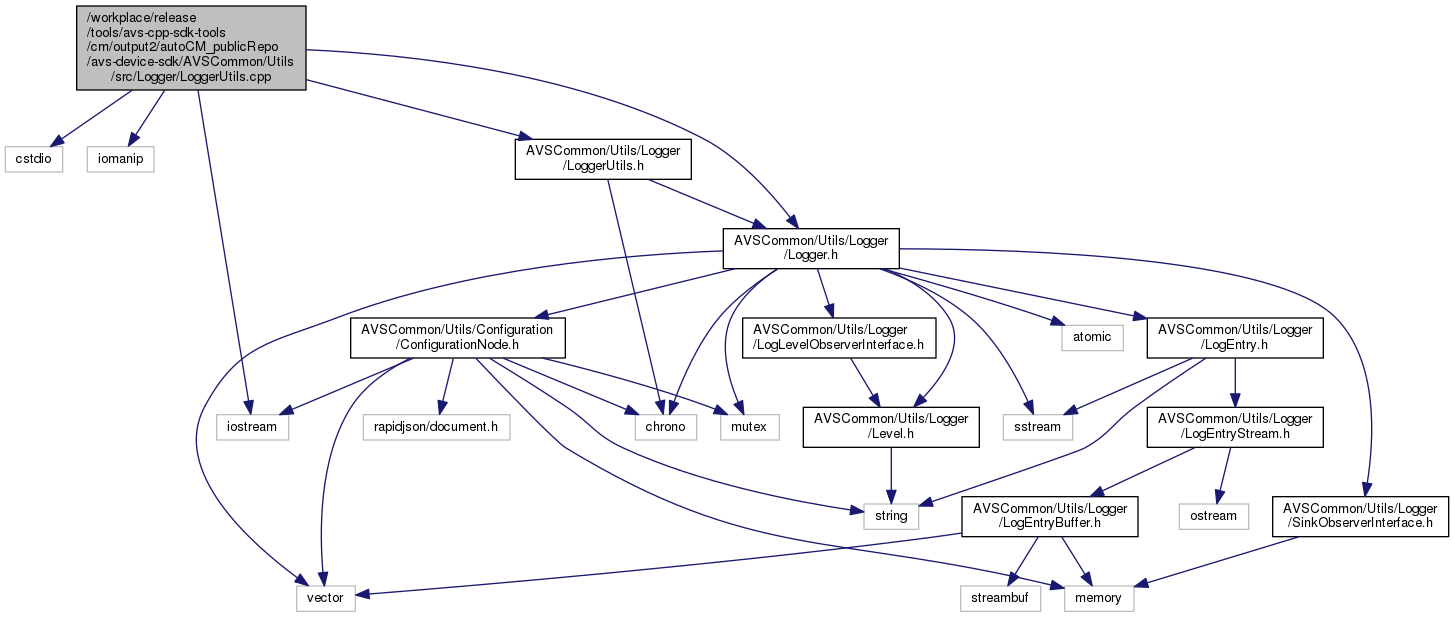 /workplace/release
/tools/avs-cpp-sdk-tools
/cm/output2/autoCM_publicRepo
/avs-device-sdk/AVSCommon/Utils
/src/Logger/LoggerUtils.cpp
cstdio
iomanip
AVSCommon/Utils/Logger
/LoggerUtils.h
AVSCommon/Utils/Logger
/Logger.h
AVSCommon/Utils/Configuration
/ConfigurationNode.h
AVSCommon/Utils/Logger
/LogLevelObserverInterface.h
atomic
AVSCommon/Utils/Logger
/LogEntry.h
iostream
rapidjson/document.h
chrono
mutex
AVSCommon/Utils/Logger
/Level.h
sstream
AVSCommon/Utils/Logger
/LogEntryStream.h
string
AVSCommon/Utils/Logger
/LogEntryBuffer.h
ostream
AVSCommon/Utils/Logger
/SinkObserverInterface.h
vector
streambuf
memory